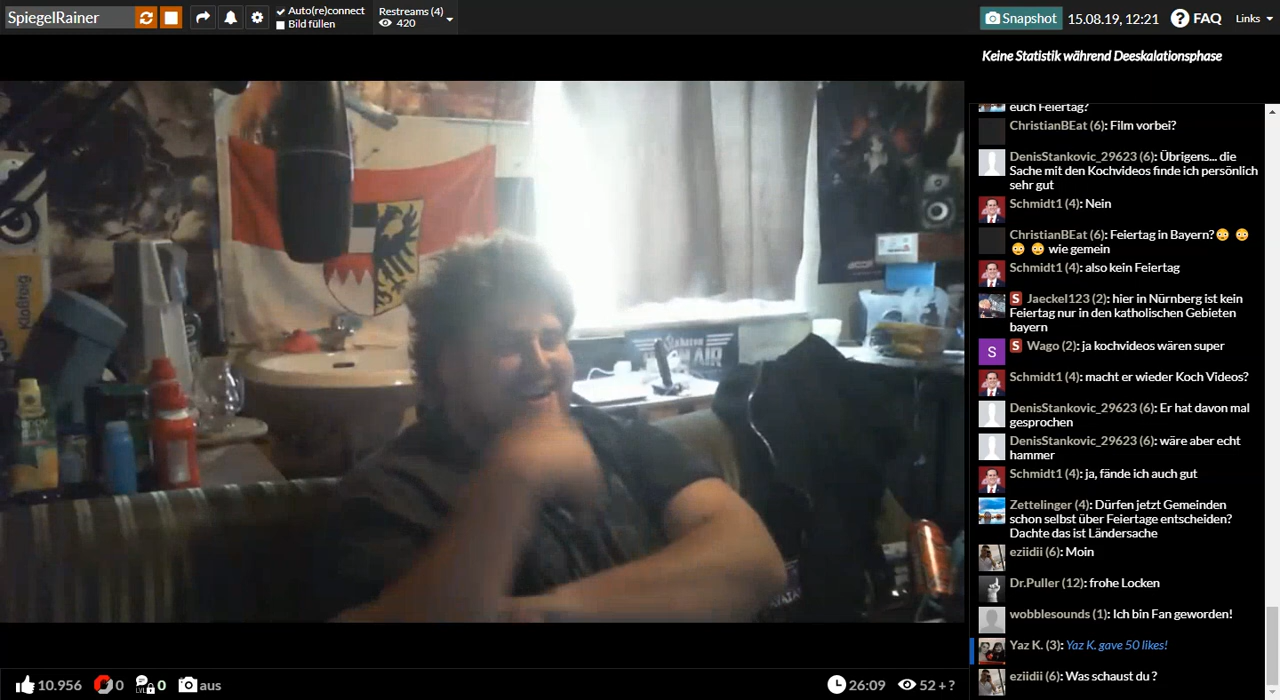 SpiegelRainer
Auto(re)connect
Bild füllen
Restreams (4)
420
Snapshot
15.08.19, 12:21
FAQ
Links
Keine Statistik während Deeskalationsphase
euch Feiertag?
ChristianBEat (6): Film vorbei?
DenisStankovic_29623 (6): Übrigens... die
Sache mit den Kochvideos finde ich persönlich
sehr gut
Schmidt1 (4): Nein
ChristianBEat (6): Feiertag in Bayern?😳 😳
😳 😳 wie gemein
Schmidt1 (4): also kein Feiertag
S Jaeckel123 (2): hier in Nürnberg ist kein
Feiertag nur in den katholischen Gebieten
bayern
S
S Wago (2): ja kochvideos wären super
Schmidt1 (4): macht er wieder Koch Videos?
DenisStankovic_29623 (6): Er hat davon mal
gesprochen
DenisStankovic_29623 (6): wäre aber echt
hammer
Schmidt1 (4): ja, fände ich auch gut
Zettelinger (4): Dürfen jetzt Gemeinden
schon selbst über Feiertage entscheiden?
Dachte das ist Ländersache
eziidii (6): Moin
Dr.Puller (12): frohe Locken
wobblesounds (1): Ich bin Fan geworden!
Yaz K. (3): Yaz K. gave 50 likes!
eziidii (6): Was schaust du ?
10.956
0
LVL
0
aus
26:09
52 + ?